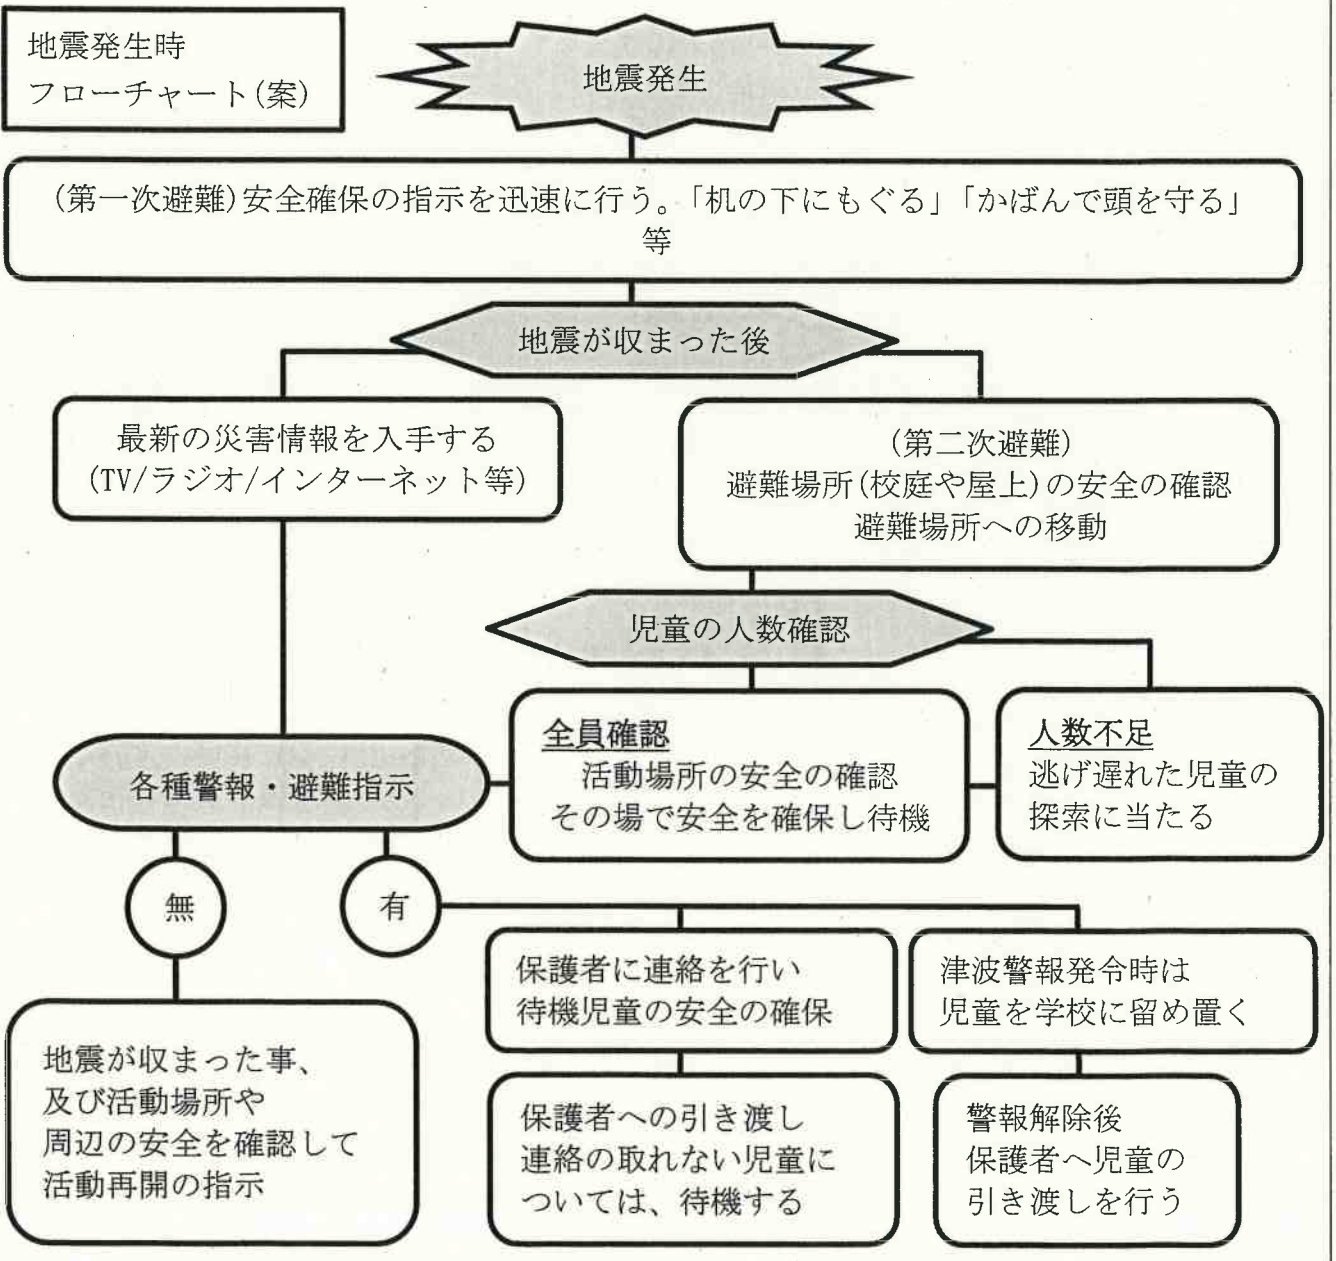 地震発生時
フローチャート(案)
地震発生
(第一次避難)安全確保の指示を迅速に行う。「机の下にもぐる」「かばんで頭を守る」
等
地震が収まった後
最新の災害情報を入手する
(TV/ラジオ/インターネット等)
(第二次避難)
避難場所(校庭や屋上)の安全の確認
避難場所への移動
児童の人数確認
全員確認
活動場所の安全の確認
その場で安全を確保し待機
人数不足
逃げ遅れた児童の
探索に当たる
各種警報・避難指示
無
有
保護者に連絡を行い
待機児童の安全の確保
津波警報発令時は
児童を学校に留め置く
地震が収まった事、
及び活動場所や
周辺の安全を確認して
活動再開の指示
保護者への引き渡し
連絡の取れない児童に
ついては、待機する
警報解除後
保護者へ児童の
引き渡しを行う